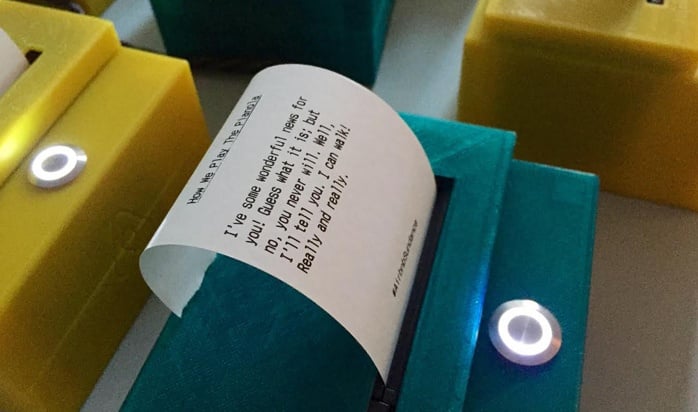 How We Play The Pianola
I've some wonderful news for
you! Guess what it is; but
no, you never will. Well,
I'll tell you. I can walk!
Really and really.